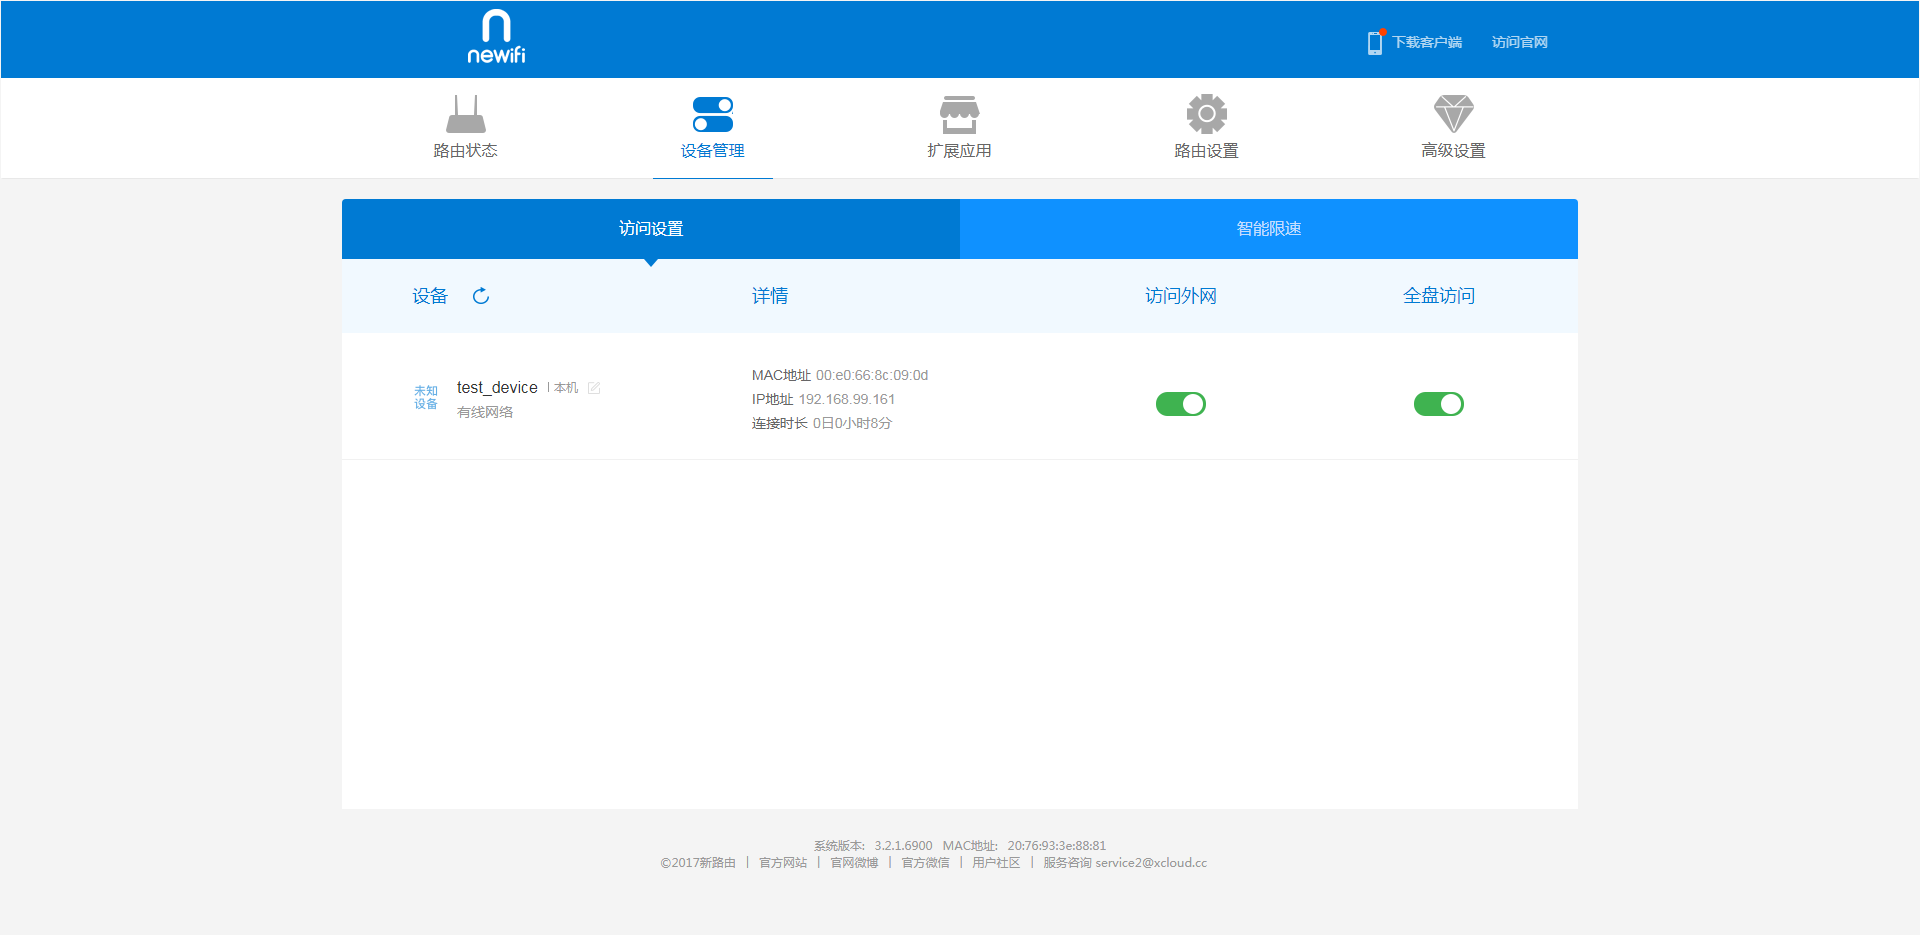 newifi
下载客户端 访问官网
路由状态 设备管理 扩展应用 路由设置 高级设置
访问设置 智能限速
设备 详情 访问外网 全盘访问
未知
设备
test_device | 本机
有线网络
MAC地址 00:e0:66:8c:09:0d
IP地址 192.168.99.161
连接时长 0日0小时8分
系统版本: 3.2.1.6900 MAC地址: 20:76:93:3e:88:81
©2017新路由 | 官方网站 | 官网微博 | 官方微信 | 用户社区 | 服务咨询 service2@xcloud.cc